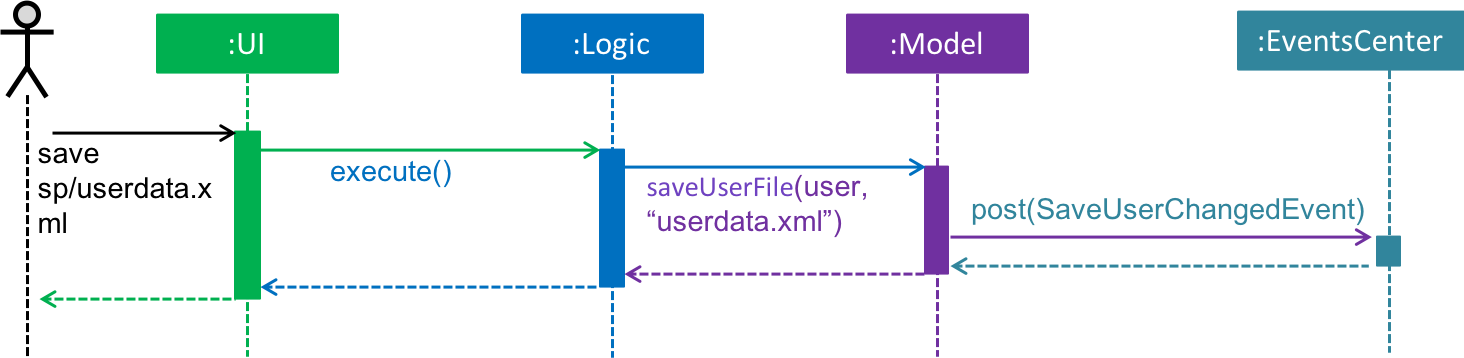 :UI
:Logic
:Model
:EventsCenter
save
sp/userdata.x
ml
execute()
saveUserFile(user,
“userdata.xml”)
post(SaveUserChangedEvent)